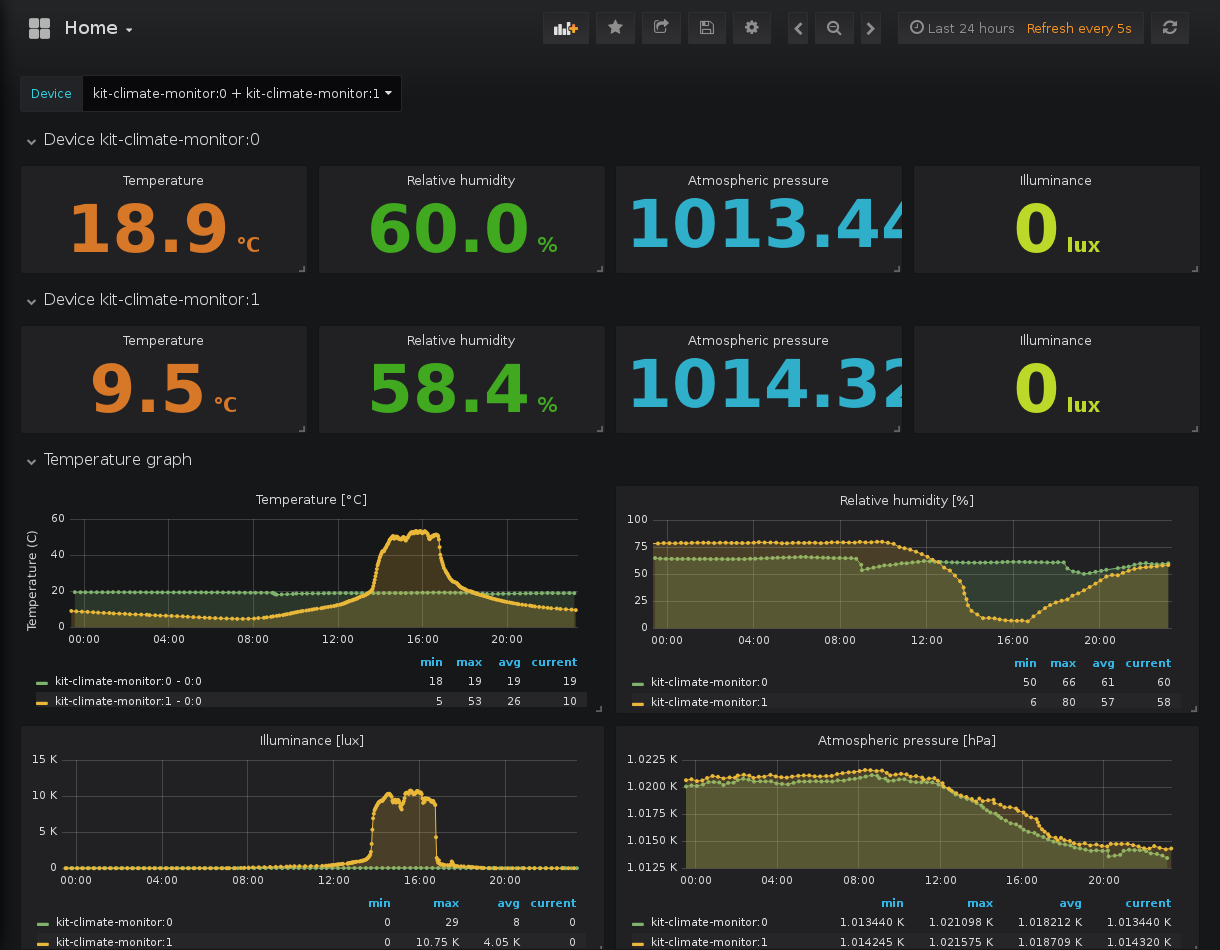 Home
Last 24 hours Refresh every 5s
Device kit-climate-monitor:0 + kit-climate-monitor:1
Device kit-climate-monitor:0
Temperature Relative humidity Atmospheric pressure Illuminance
18.9 °C 60.0 % 1013.44 0 lux
Device kit-climate-monitor:1
Temperature Relative humidity Atmospheric pressure Illuminance
9.5 °C 58.4 % 1014.32 0 lux
Temperature graph
Temperature [°C]
Temperature (C)
60
40
20
0
00:00 04:00 08:00 12:00 16:00 20:00
min max avg current
kit-climate-monitor:0 - 0:0 18 19 19 19
kit-climate-monitor:1 - 0:0 5 53 26 10
Relative humidity [%]
100
75
50
25
0
00:00 04:00 08:00 12:00 16:00 20:00
min max avg current
kit-climate-monitor:0 50 66 61 60
kit-climate-monitor:1 6 80 57 58
Illuminance [lux]
15 K
10 K
5 K
0
00:00 04:00 08:00 12:00 16:00 20:00
min max avg current
kit-climate-monitor:0 0 29 8 0
kit-climate-monitor:1 0 10.75 K 4.05 K 0
Atmospheric pressure [hPa]
1.0225 K
1.0200 K
1.0175 K
1.0150 K
1.0125 K
00:00 04:00 08:00 12:00 16:00 20:00
min max avg current
kit-climate-monitor:0 1.013440 K 1.021098 K 1.018212 K 1.013440 K
kit-climate-monitor:1 1.014245 K 1.021575 K 1.018709 K 1.014320 K